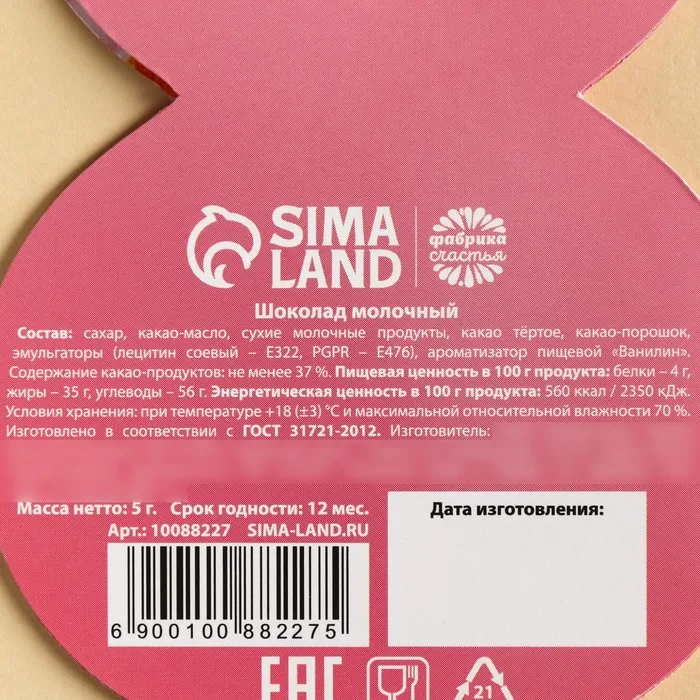 SIMA
LAND
фабрика
счастья
Шоколад молочный
Состав: сахар, какао-масло, сухие молочные продукты, какао тёртое, какао-порошок,
эмульгаторы (лецитин соевый – Е322, PGPR – Е476), ароматизатор пищевой «Ванилин».
Содержание какао-продуктов: не менее 37 %. Пищевая ценность в 100 г продукта: белки – 4 г,
жиры – 35 г, углеводы – 56 г. Энергетическая ценность в 100 г продукта: 560 ккал / 2350 кДж.
Условия хранения: при температуре +18 (±3) °С и максимальной относительной влажности 70 %.
Изготовлено в соответствии с ГОСТ 31721-2012. Изготовитель:
Масса нетто: 5 г. Срок годности: 12 мес.
Арт.: 10088227 SIMA-LAND.RU
Дата изготовления:
6 900100 882275
EAC
21